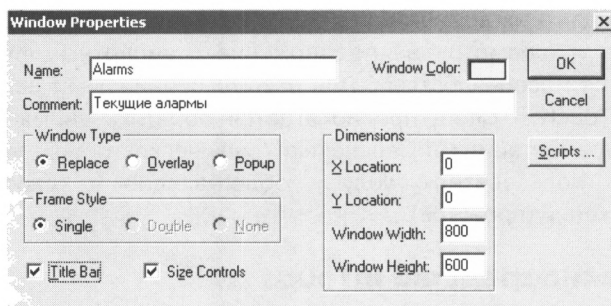 Window Properties
Name: Alarms Window Color: OK
Comment: Текущие алармы Cancel
Window Type Dimensions
Replace Overlay Popup X Location: 0 Scripts ...
Frame Style Y Location: 0
Single Double None Window Width: 800
Title Bar Size Controls Window Height: 600